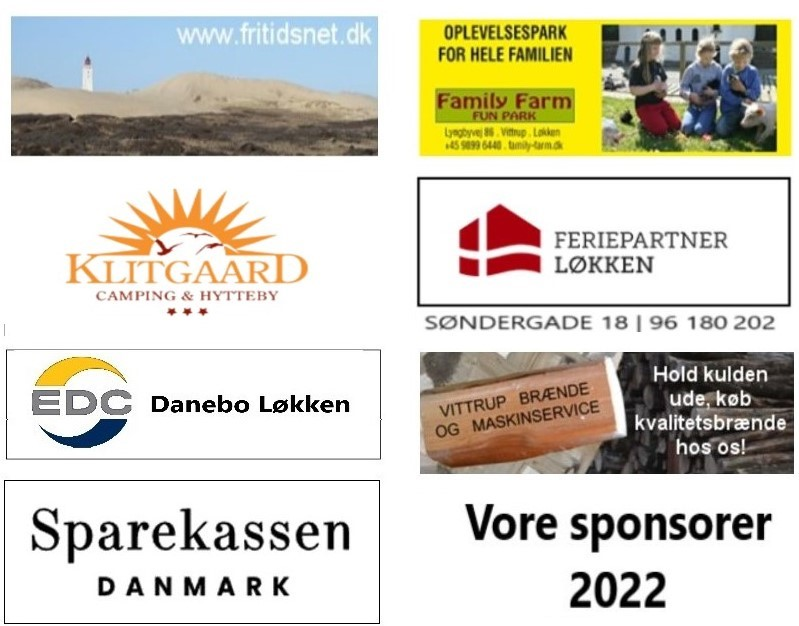 www.fritidsnet.dk
OPLEVELSESPARK
FOR HELE FAMILIEN
Family Farm
FUN PARK
Lyngbyvej 86 . Vittrup . Løkken
+45 9899 6440 . family-farm.dk
KLITGAARD
CAMPING & HYTTEBY
FERIEPARTNER
LØKKEN
SØNDERGADE 18 | 96 180 202
EDC Danebo Løkken
VITTRUP BRÆNDE
OG MASKINSERVICE
Hold kulden
ude, køb
kvalitetsbrænde
hos os!
Sparekassen
DANMARK
Vore sponsorer
2022